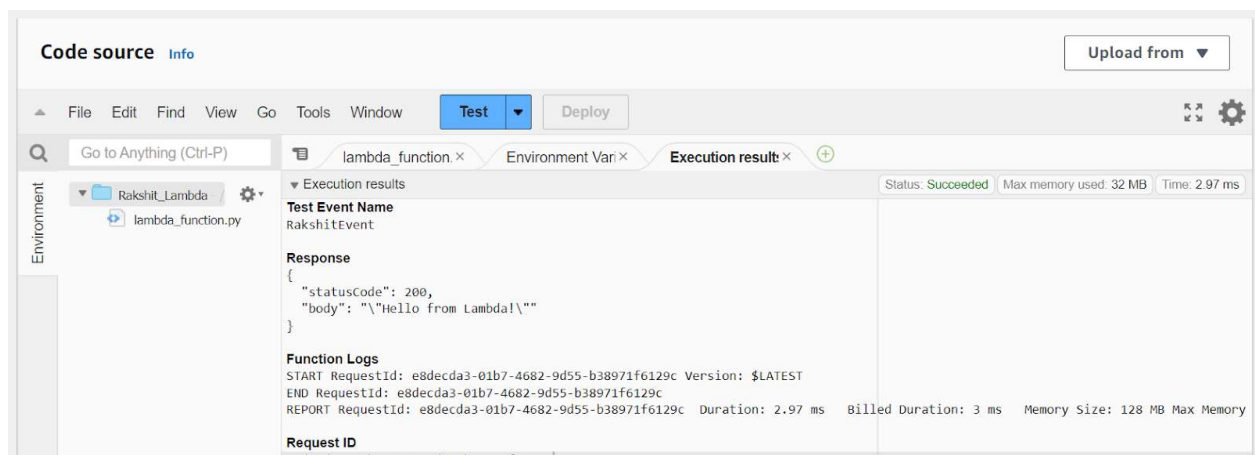 Code source Info
Upload from
File Edit Find View Go Tools Window Test Deploy
Go to Anything (Ctrl-P)
lambda_function. Environment Vari Execution results
Environment
Rakshit_Lambda - /
lambda_function.py
Execution results
Status: Succeeded Max memory used: 32 MB Time: 2.97 ms
Test Event Name
RakshitEvent
Response
{
"statusCode": 200,
"body": "\"Hello from Lambda!\""
}
Function Logs
START RequestId: e8decda3-01b7-4682-9d55-b38971f6129c Version: $LATEST
END RequestId: e8decda3-01b7-4682-9d55-b38971f6129c
REPORT RequestId: e8decda3-01b7-4682-9d55-b38971f6129c Duration: 2.97 ms Billed Duration: 3 ms Memory Size: 128 MB Max Memory
Request ID